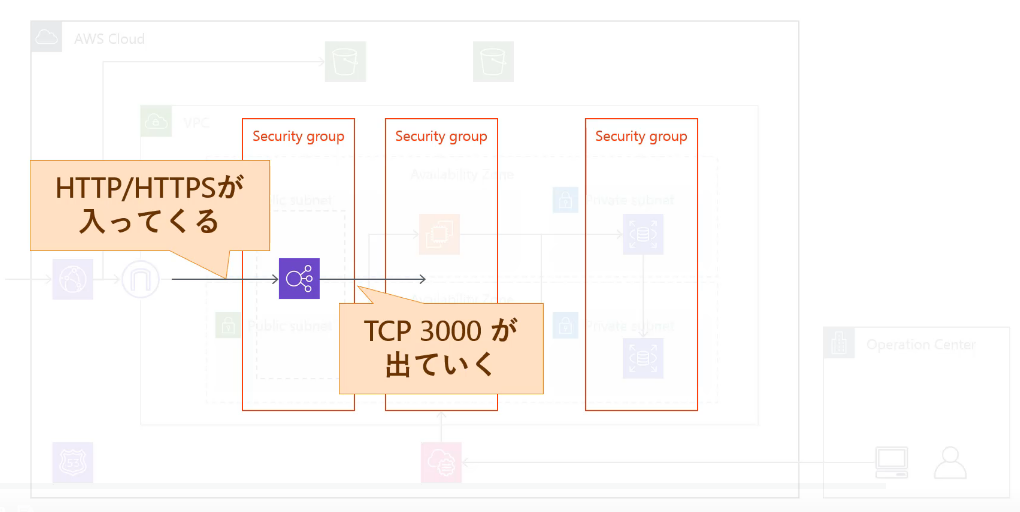 AWS Cloud
VPC
Security group
Security group
Security group
Availability Zone
HTTP/HTTPSが
入ってくる
Private subnet
TCP 3000 が
出ていく
Public subnet
Private subnet
Operation Center